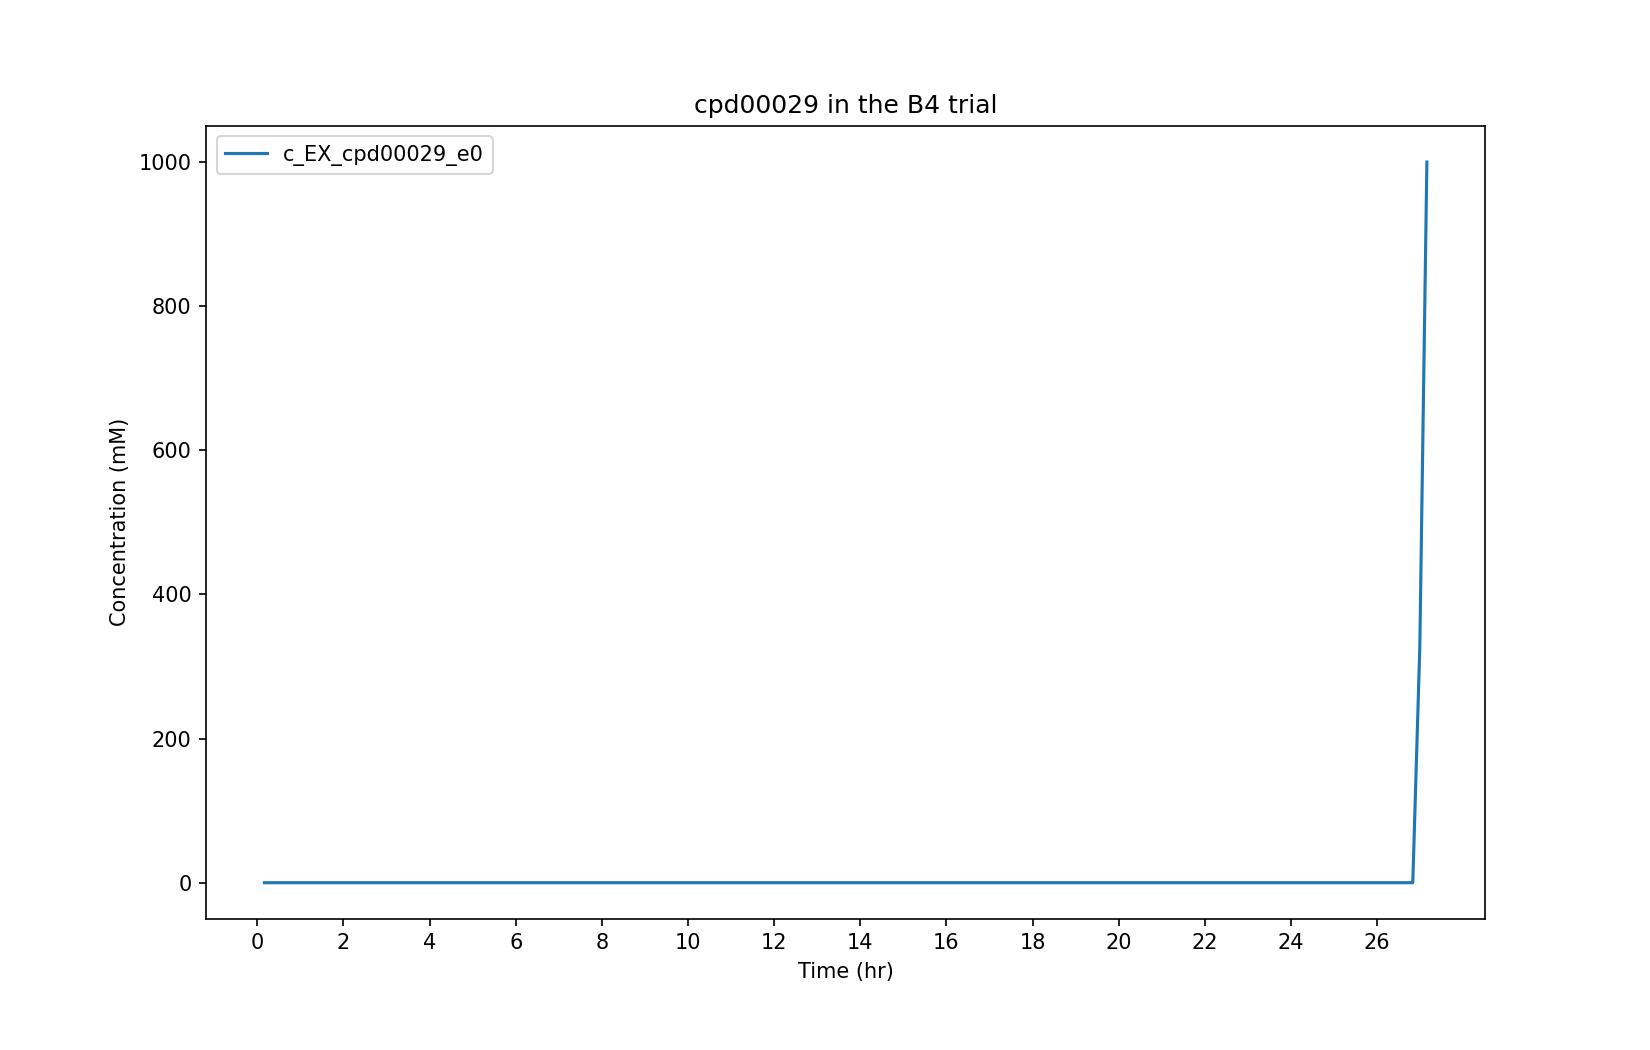 cpd00029 in the B4 trial
c_EX_cpd00029_e0
1000
800
600
400
200
0
Concentration (mM)
0 2 4 6 8 10 12 14 16 18 20 22 24 26
Time (hr)